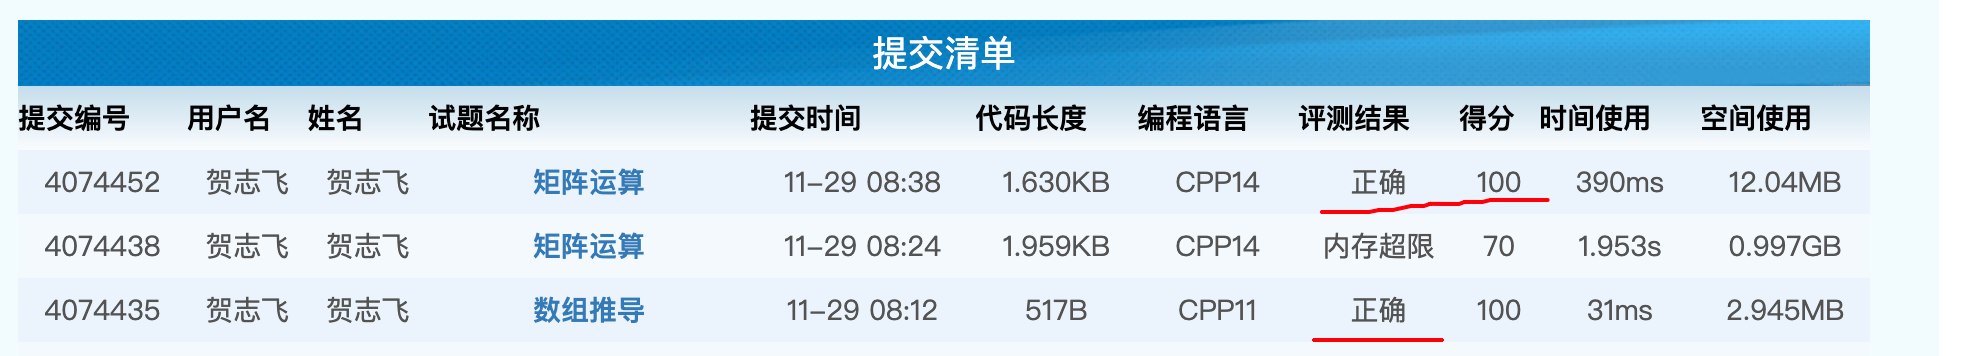 提交清单
提交编号 用户名 姓名 试题名称 提交时间 代码长度 编程语言 评测结果 得分 时间使用 空间使用
4074452 贺志飞 贺志飞 矩阵运算 11-29 08:38 1.630KB CPP14 正确 100 390ms 12.04MB
4074438 贺志飞 贺志飞 矩阵运算 11-29 08:24 1.959KB CPP14 内存超限 70 1.953s 0.997GB
4074435 贺志飞 贺志飞 数组推导 11-29 08:12 517B CPP11 正确 100 31ms 2.945MB